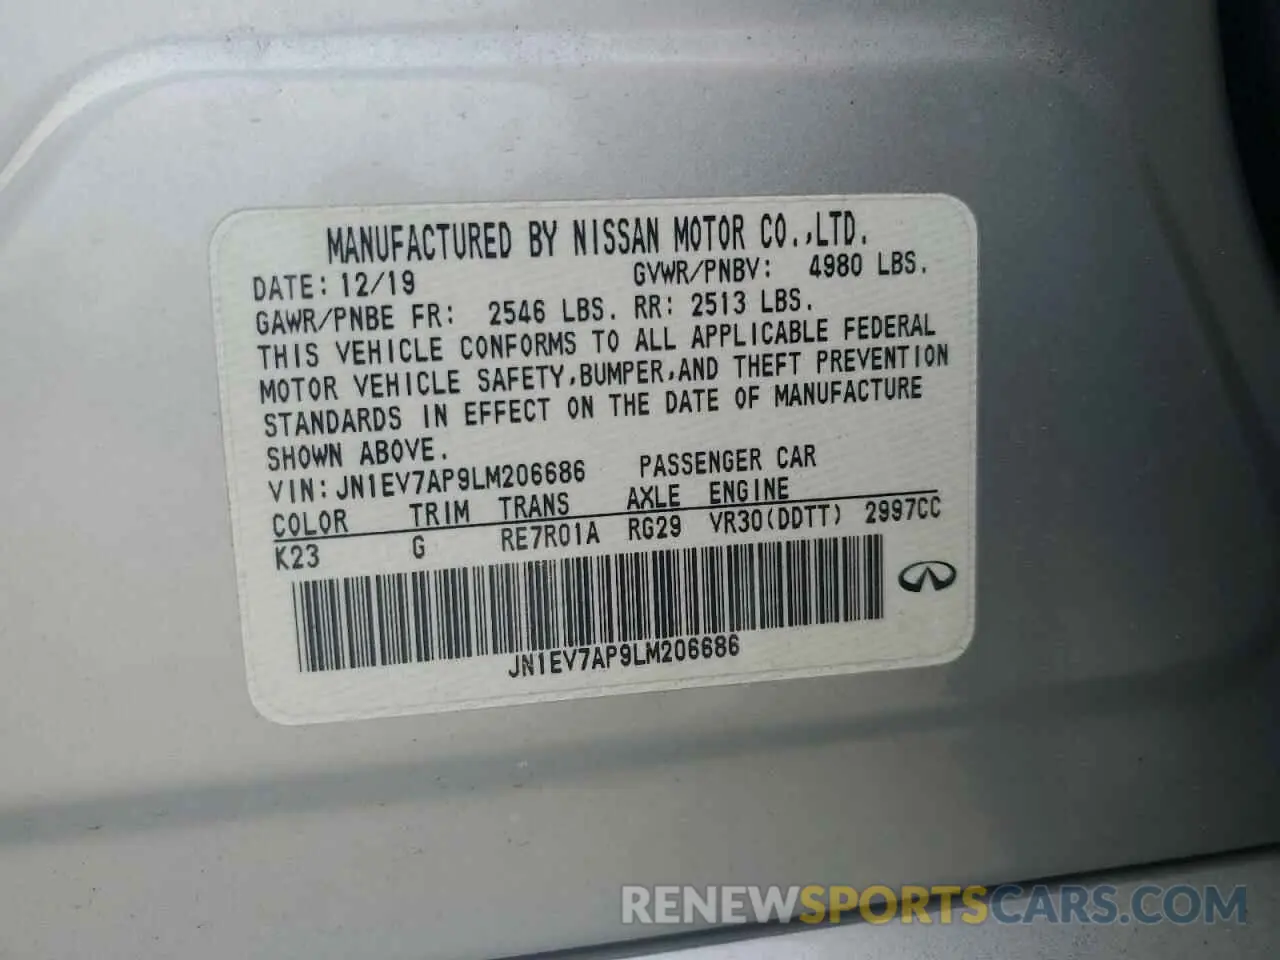 MANUFACTURED BY NISSAN MOTOR CO.,LTD.
DATE: 12/19 GVWR/PNBV: 4980 LBS.
GAWR/PNBE FR: 2546 LBS. RR: 2513 LBS.
THIS VEHICLE CONFORMS TO ALL APPLICABLE FEDERAL
MOTOR VEHICLE SAFETY,BUMPER,AND THEFT PREVENTION
STANDARDS IN EFFECT ON THE DATE OF MANUFACTURE
SHOWN ABOVE.
VIN: JN1EV7AP9LM206686 PASSENGER CAR
COLOR TRIM TRANS AXLE ENGINE
K23 G RE7R01A RG29 VR30(DDTT) 2997CC
JN1EV7AP9LM206686
RENEWSPORTSCARS.COM